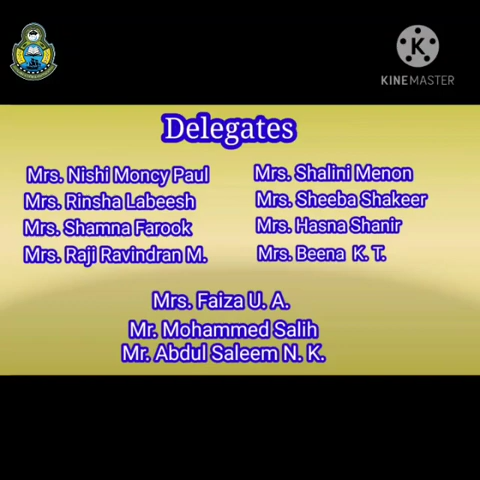 KINEMASTER
Delegates
Mrs. Nishi Moncy Paul
Mrs. Rinsha Labeesh
Mrs. Shamna Farook
Mrs. Raji Ravindran M.
Mrs. Shalini Menon
Mrs. Sheeba Shakeer
Mrs. Hasna Shanir
Mrs. Beena K. T.
Mrs. Faiza U. A.
Mr. Mohammed Salih
Mr. Abdul Saleem N. K.